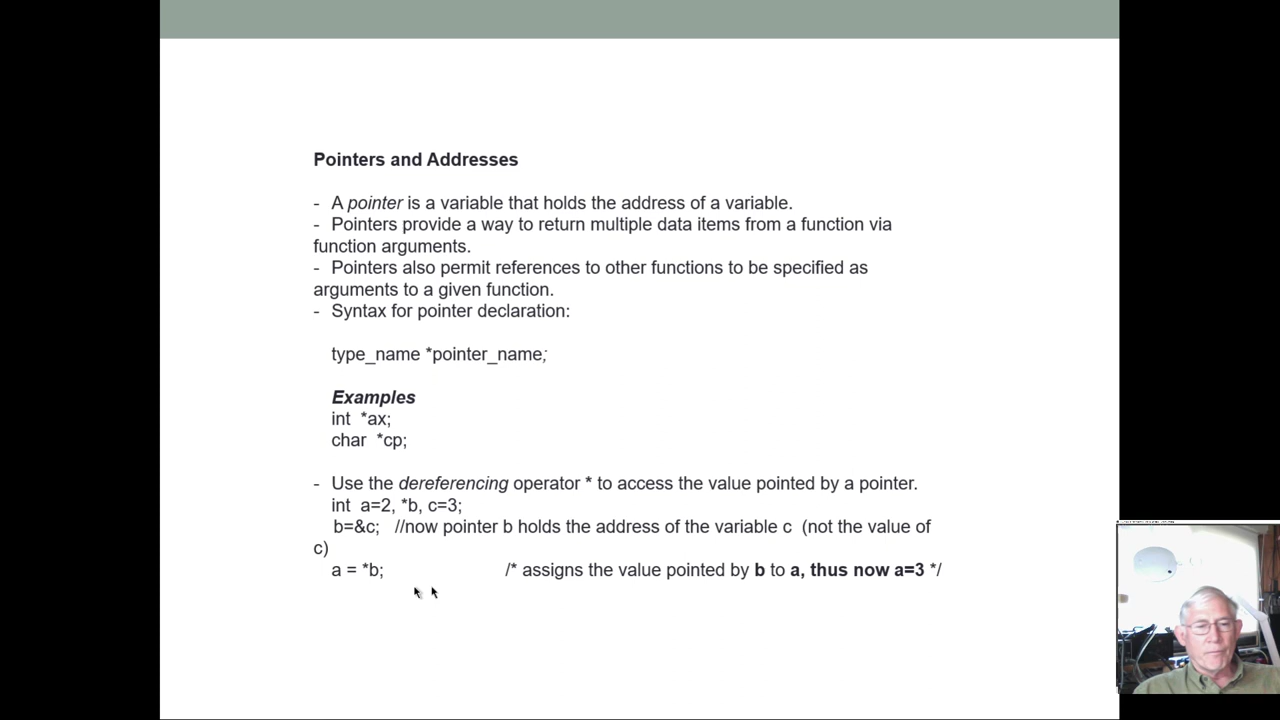 Pointers and Addresses
- A pointer is a variable that holds the address of a variable.
- Pointers provide a way to return multiple data items from a function via
function arguments.
- Pointers also permit references to other functions to be specified as
arguments to a given function.
- Syntax for pointer declaration:
type_name *pointer_name;
Examples
int *ax;
char *cp;
- Use the dereferencing operator * to access the value pointed by a pointer.
int a=2, *b, c=3;
b=&c; //now pointer b holds the address of the variable c (not the value of
c)
a = *b; /* assigns the value pointed by b to a, thus now a=3 */